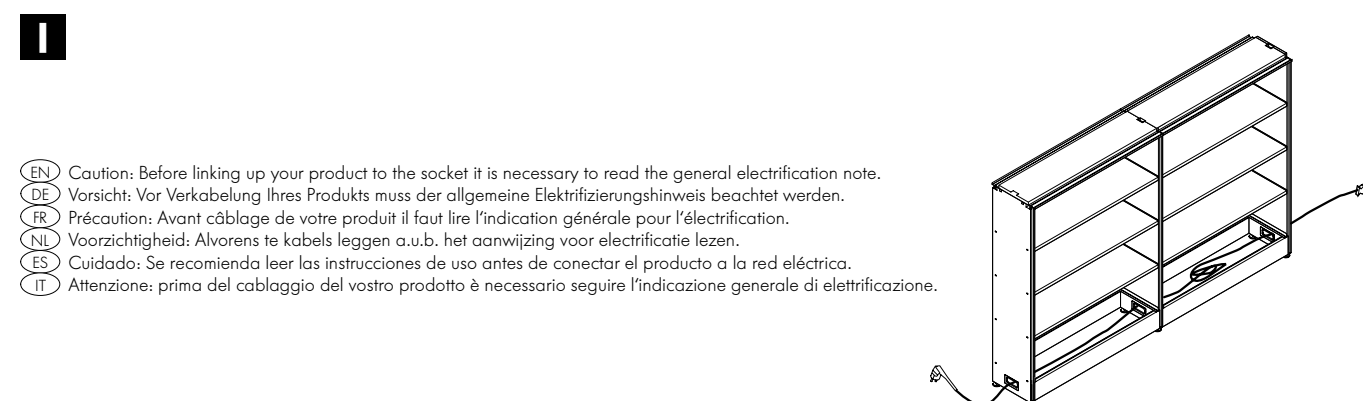 I
EN Caution: Before linking up your product to the socket it is necessary to read the general electrification note.
DE Vorsicht: Vor Verkabelung Ihres Produkts muss der allgemeine Elektrifizierungshinweis beachtet werden.
FR Précaution: Avant câblage de votre produit il faut lire l'indication générale pour l'électrification.
NL Voorzichtigheid: Alvorens te kabels leggen a.u.b. het aanwijzing voor electrificatie lezen.
ES Cuidado: Se recomienda leer las instrucciones de uso antes de conectar el producto a la red eléctrica.
IT Attenzione: prima del cablaggio del vostro prodotto è necessario seguire l'indicazione generale di elettrificazione.